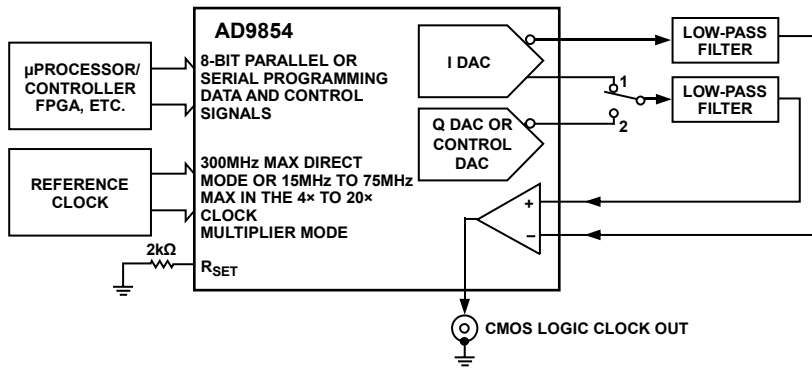 AD9854
µPROCESSOR/
CONTROLLER
FPGA, ETC.
8-BIT PARALLEL OR
SERIAL PROGRAMMING
DATA AND CONTROL
SIGNALS
REFERENCE
CLOCK
300MHz MAX DIRECT
MODE OR 15MHz TO 75MHz
MAX IN THE 4× TO 20×
CLOCK
MULTIPLIER MODE
2kΩ
RSET
I DAC
Q DAC OR
CONTROL
DAC
1
2
LOW-PASS
FILTER
LOW-PASS
FILTER
+
–
CMOS LOGIC CLOCK OUT